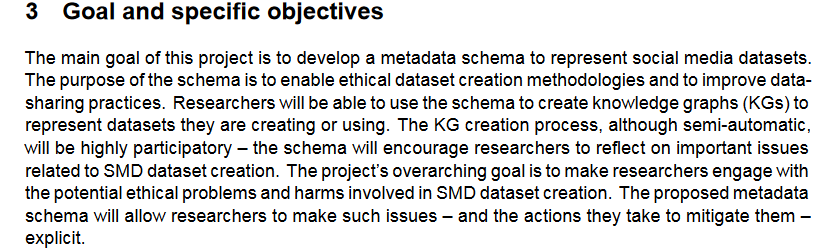 3 Goal and specific objectives
The main goal of this project is to develop a metadata schema to represent social media datasets.
The purpose of the schema is to enable ethical dataset creation methodologies and to improve data-
sharing practices. Researchers will be able to use the schema to create knowledge graphs (KGs) to
represent datasets they are creating or using. The KG creation process, although semi-automatic,
will be highly participatory – the schema will encourage researchers to reflect on important issues
related to SMD dataset creation. The project's overarching goal is to make researchers engage with
the potential ethical problems and harms involved in SMD dataset creation. The proposed metadata
schema will allow researchers to make such issues – and the actions they take to mitigate them –
explicit.